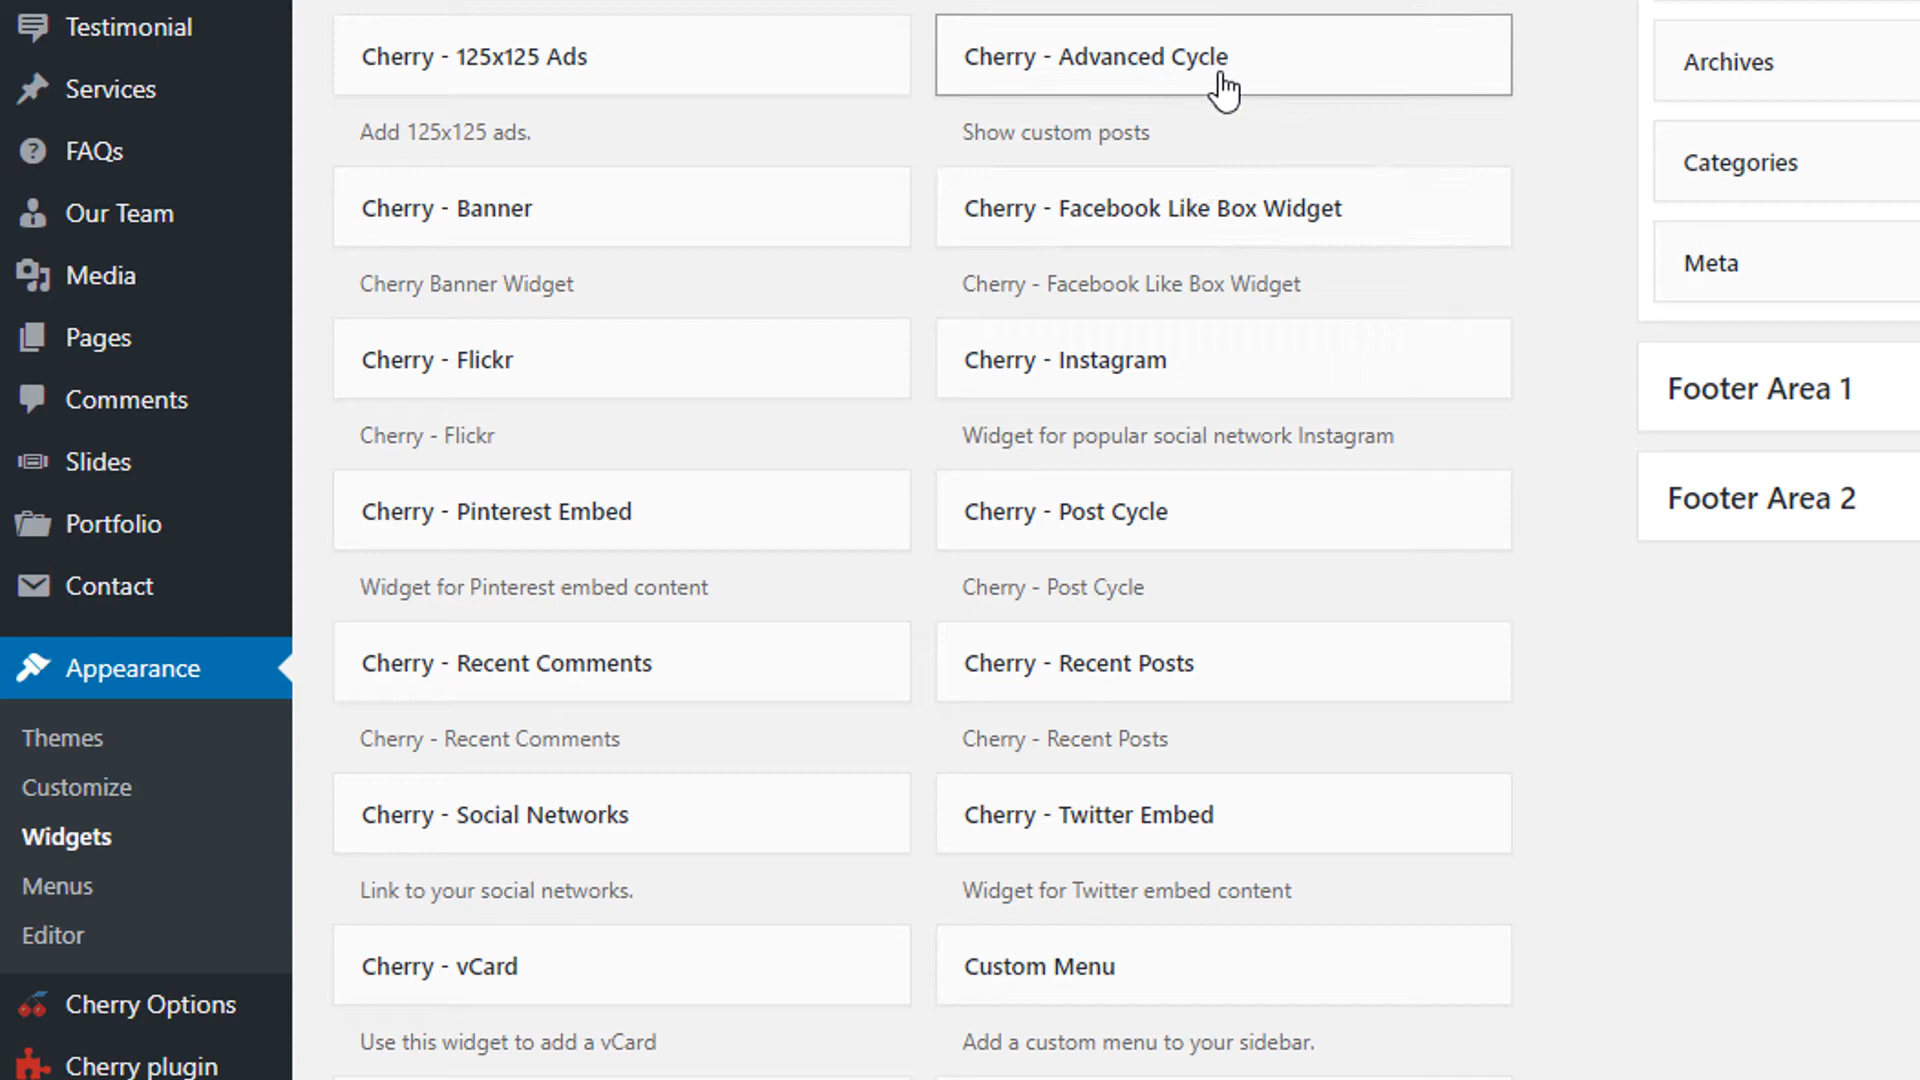 Testimonial
Services
FAQs
Our Team
Media
Pages
Comments
Slides
Portfolio
Contact
Appearance
Themes
Customize
Widgets
Menus
Editor
Cherry Options
Cherry plugin
Cherry - 125x125 Ads
Add 125x125 ads.
Cherry - Advanced Cycle
Show custom posts
Cherry - Banner
Cherry Banner Widget
Cherry - Facebook Like Box Widget
Cherry - Facebook Like Box Widget
Cherry - Flickr
Cherry - Flickr
Cherry - Instagram
Widget for popular social network Instagram
Cherry - Pinterest Embed
Widget for Pinterest embed content
Cherry - Post Cycle
Cherry - Post Cycle
Cherry - Recent Comments
Cherry - Recent Comments
Cherry - Recent Posts
Cherry - Recent Posts
Cherry - Social Networks
Link to your social networks.
Cherry - Twitter Embed
Widget for Twitter embed content
Cherry - vCard
Use this widget to add a vCard
Custom Menu
Add a custom menu to your sidebar.
Archives
Categories
Meta
Footer Area 1
Footer Area 2